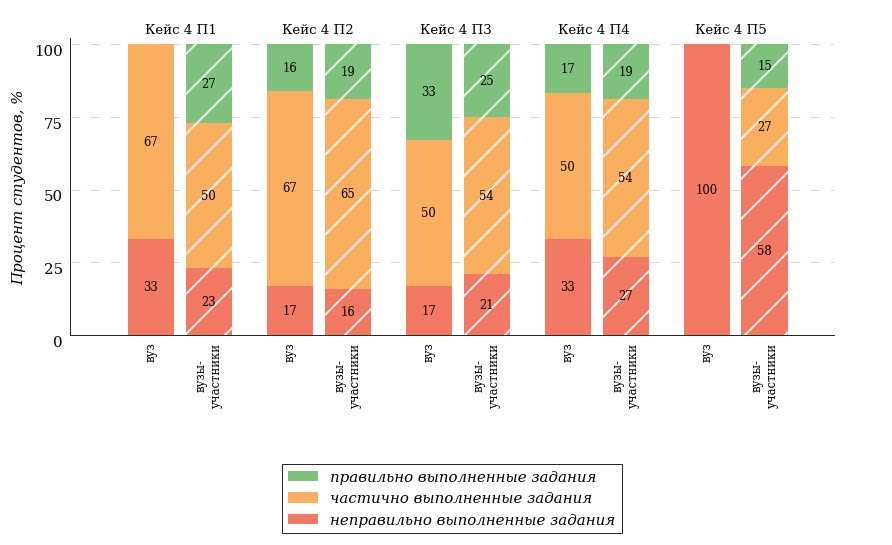 Кейс 4 П1 Кейс 4 П2 Кейс 4 П3 Кейс 4 П4 Кейс 4 П5
Процент студентов, %
100
75
50
25
0
67
33
27
50
23
16
67
17
19
65
16
33
50
17
25
54
21
17
50
33
19
54
27
100
15
27
58
вуз
вузы-
участники
вуз
вузы-
участники
вуз
вузы-
участники
вуз
вузы-
участники
вуз
вузы-
участники
правильно выполненные задания
частично выполненные задания
неправильно выполненные задания